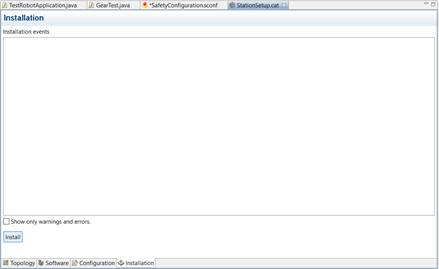 TestRobotApplication.java GearTest.java *SafetyConfiguration.sconf StationSetup.cat
Installation
Installation events
Show only warnings and errors.
Install
Topology Software Configuration Installation